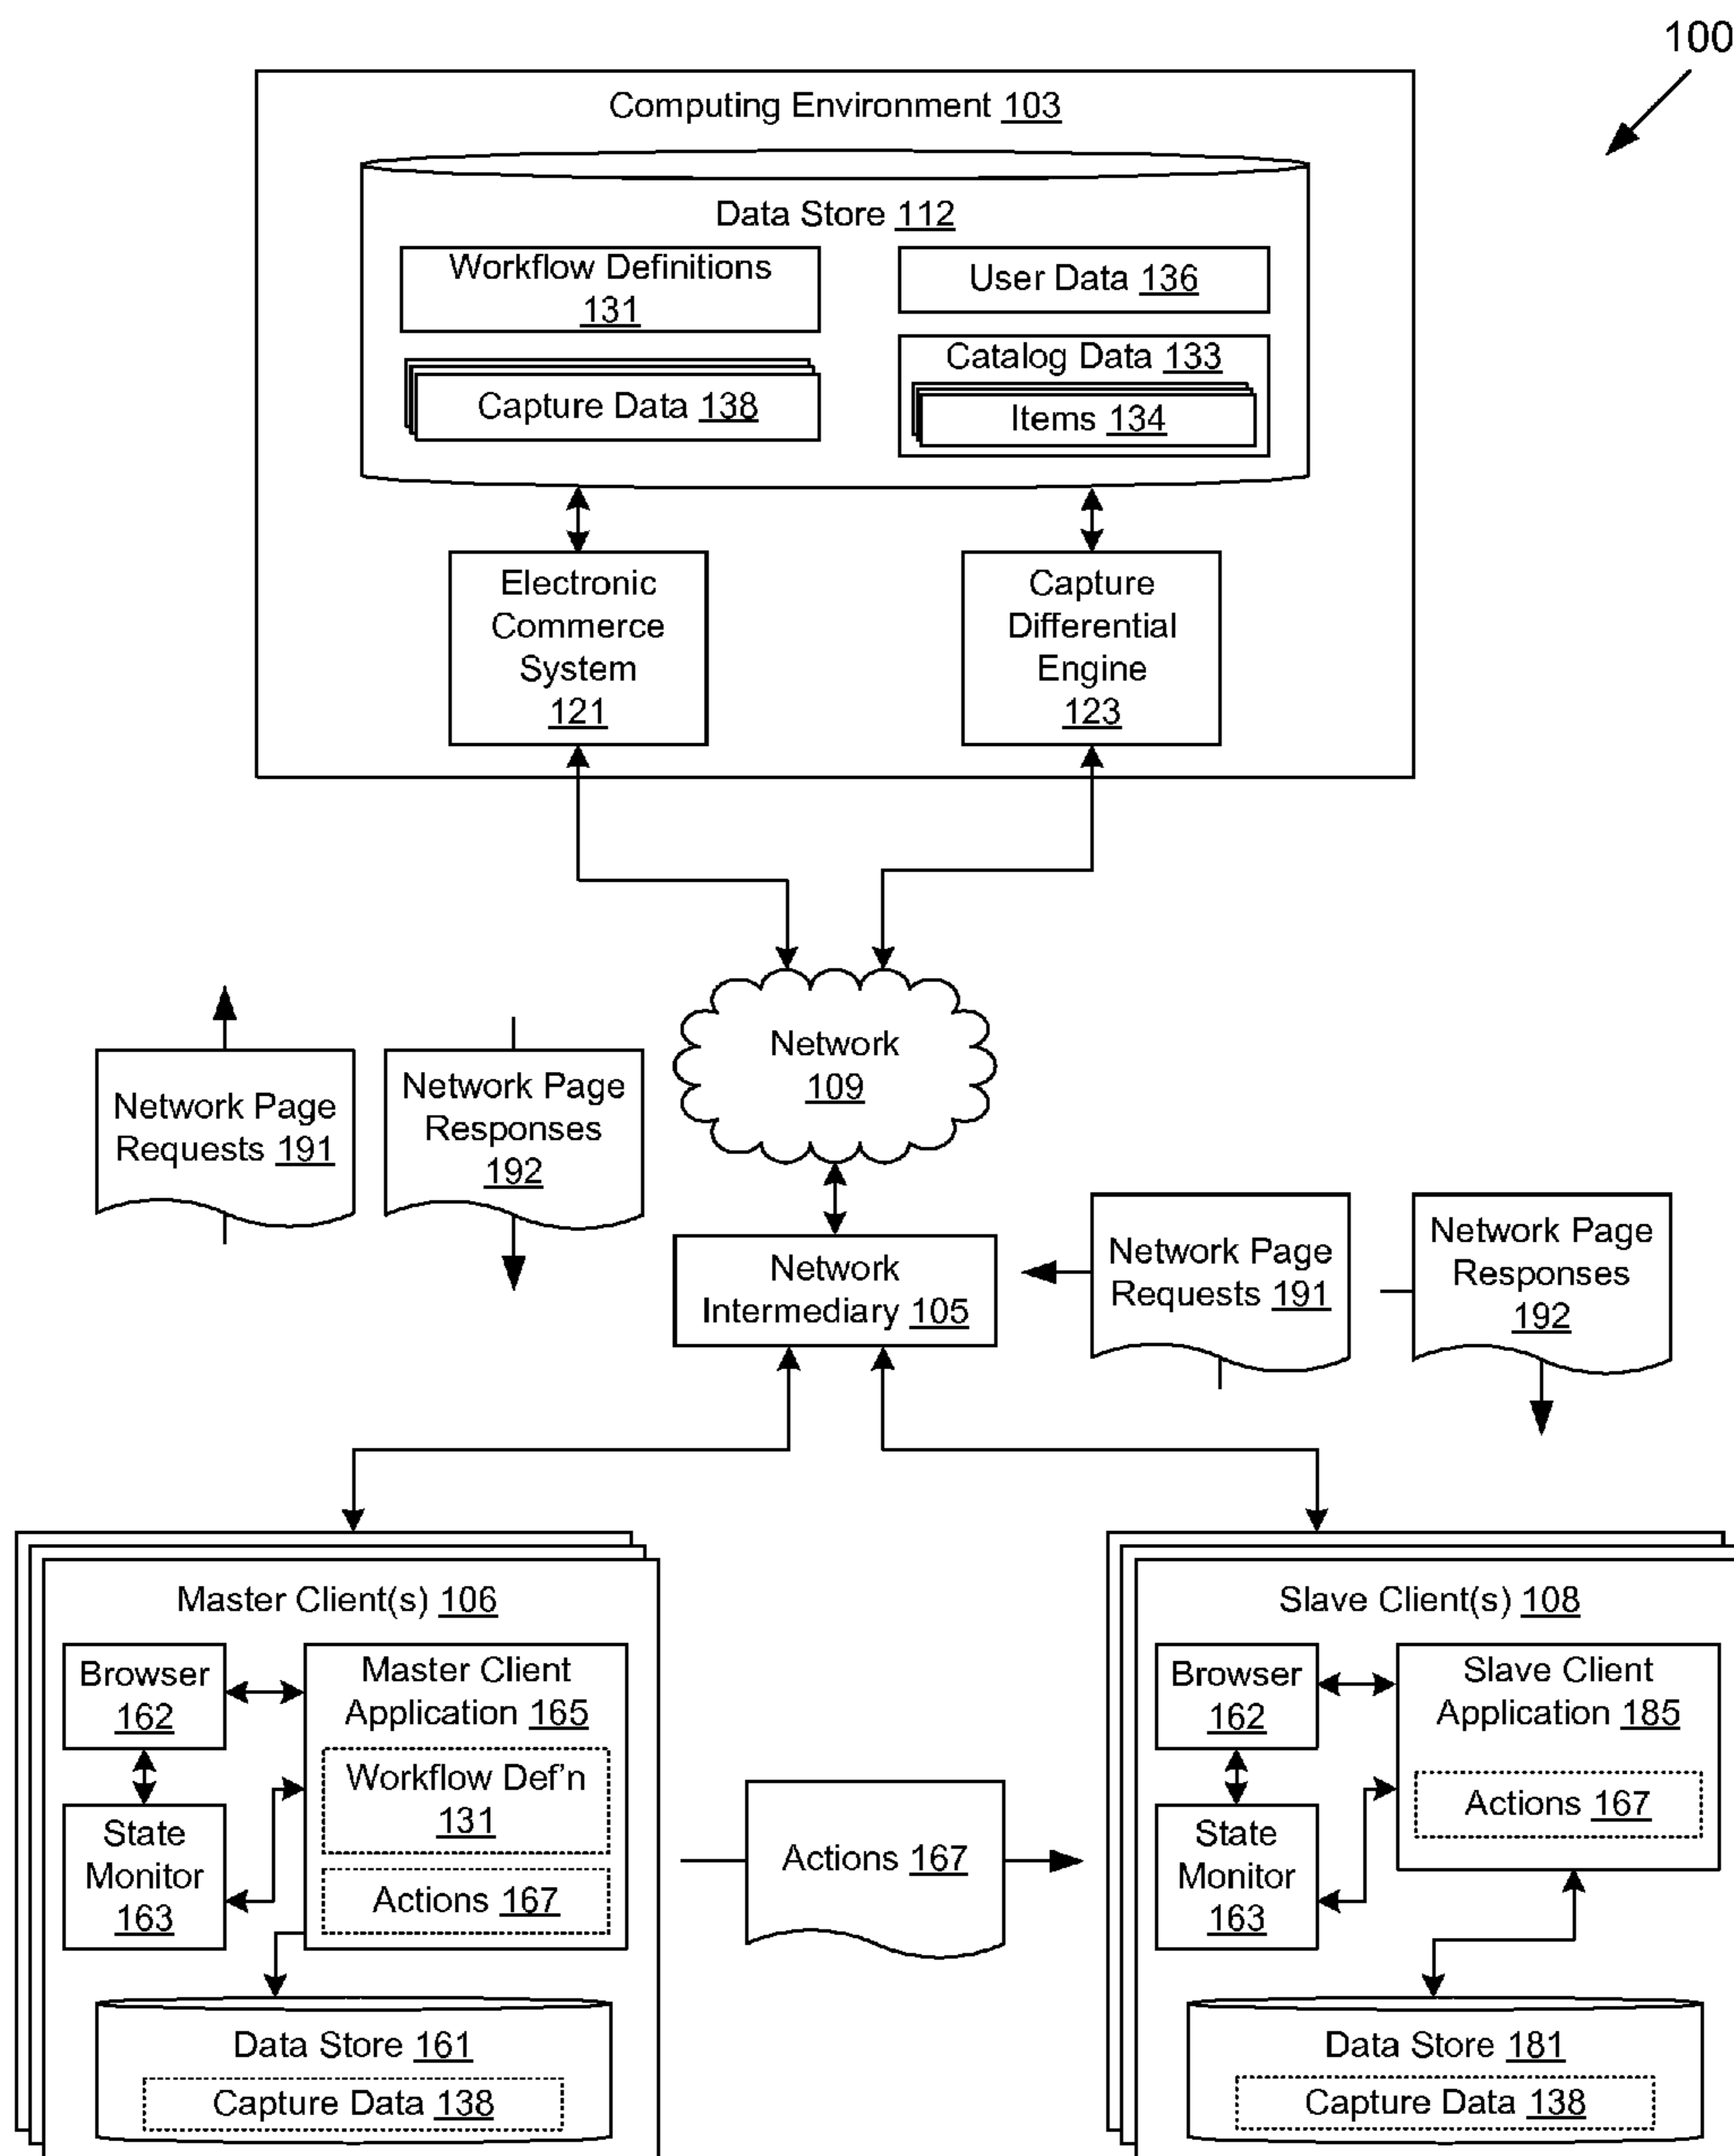 100
Computing Environment 103
Data Store 112
Workflow Definitions
131
User Data 136
Capture Data 138
Catalog Data 133
Items 134
Electronic
Commerce
System
121
Capture
Differential
Engine
123
Network
109
Network Page
Requests 191
Network Page
Responses
192
Network
Intermediary 105
Network Page
Requests 191
Network Page
Responses
192
Master Client(s) 106
Browser
162
Master Client
Application 165
Workflow Def'n
131
State
Monitor
163
Actions 167
Data Store 161
Capture Data 138
Actions 167
Slave Client(s) 108
Browser
162
Slave Client
Application 185
Actions 167
State
Monitor
163
Data Store 181
Capture Data 138